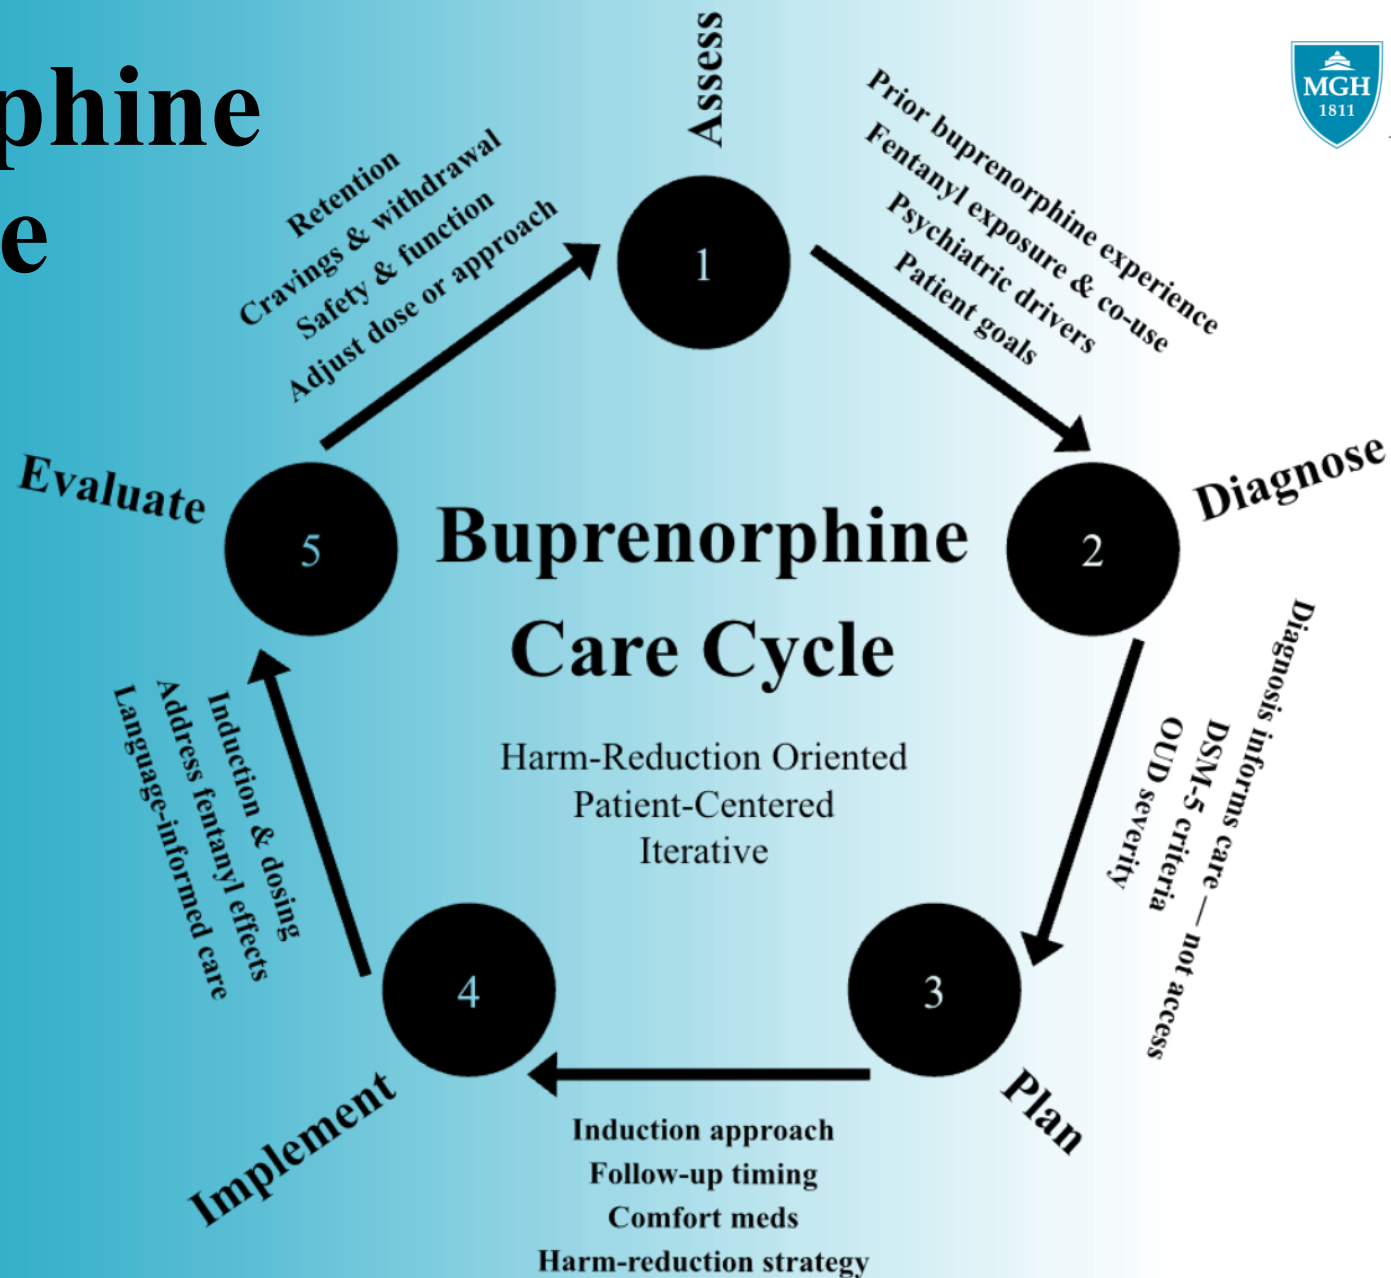 phine
e
MGH
1811
Assess
1
Prior buprenorphine experience
Fentanyl exposure & co-use
Psychiatric drivers
Patient goals
Diagnose
2
Diagnosis informs care — not access
DSM-5 criteria
OUD severity
Plan
3
Induction approach
Follow-up timing
Comfort meds
Harm-reduction strategy
Implement
4
Induction & dosing
Address fentanyl effects
Language-informed care
Evaluate
5
Retention
Cravings & withdrawal
Safety & function
Adjust dose or approach
Buprenorphine
Care Cycle
Harm-Reduction Oriented
Patient-Centered
Iterative